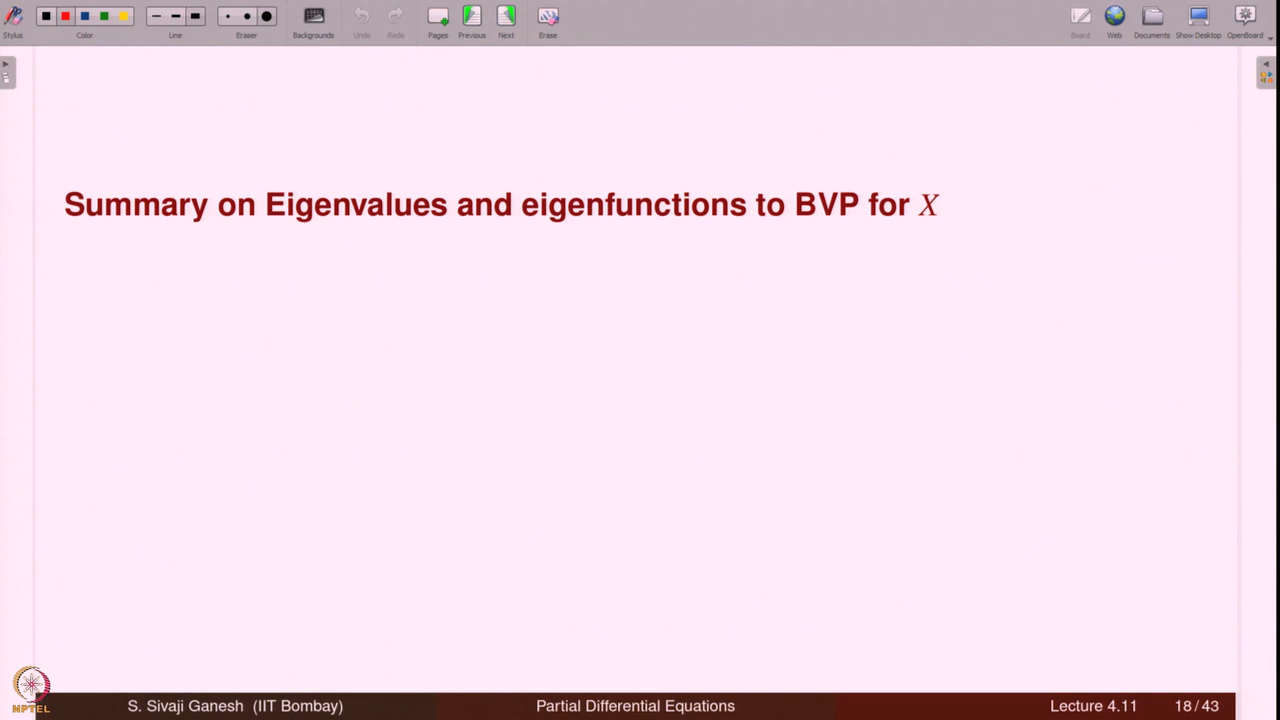 Stylus Color Line Eraser Backgrounds Undo Redo Pages Previous Next Erase Board Web Documents Show Desktop OpenBoard
Summary on Eigenvalues and eigenfunctions to BVP for X
NPTEL
S. Sivaji Ganesh (IIT Bombay) Partial Differential Equations Lecture 4.11 18/43